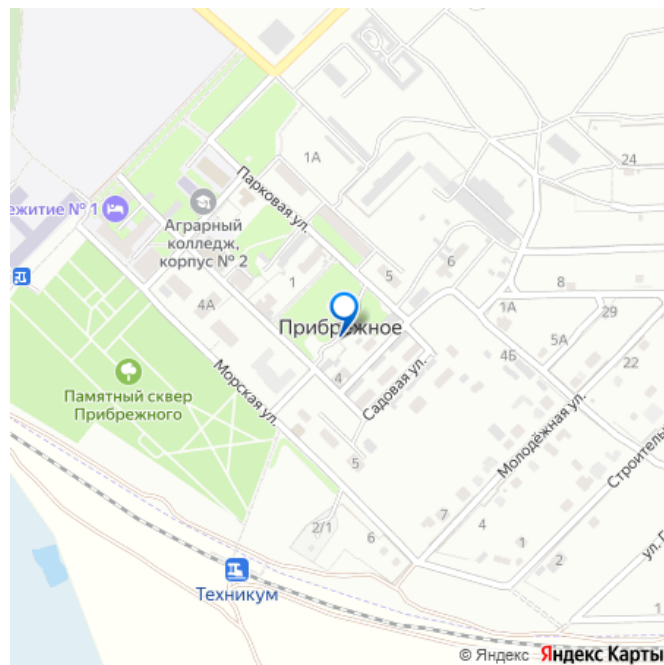 1А
24
Парковая ул.
ежитие № 1
Аграрный
колледж,
корпус № 2
1
5
6
8
1А
29
4А
Прибрежное
5А
4Б
22
4
Садовая ул.
Памятный сквер
Прибрежного
Морская ул.
Молодёжная ул.
Строитель
5
2/1
6
7
4
1
2
ул. Г
1
Техникум
© Яндекс Яндекс Карты